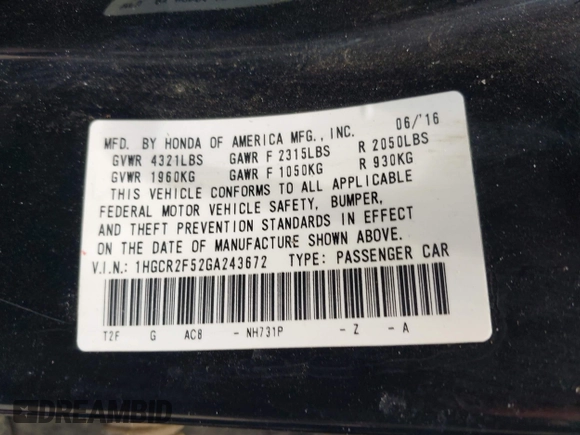 MFD. BY HONDA OF AMERICA MFG., INC. 06/'16
GVWR 4321LBS GAWR F 2315LBS R 2050LBS
GVWR 1960KG GAWR F 1050KG R 930KG
THIS VEHICLE CONFORMS TO ALL APPLICABLE
FEDERAL MOTOR VEHICLE SAFETY, BUMPER,
AND THEFT PREVENTION STANDARDS IN EFFECT
ON THE DATE OF MANUFACTURE SHOWN ABOVE.
V.I.N.: 1HGCR2F52GA243672 TYPE: PASSENGER CAR
T2F G AC8 - NH731P - Z - A
DREAMBID